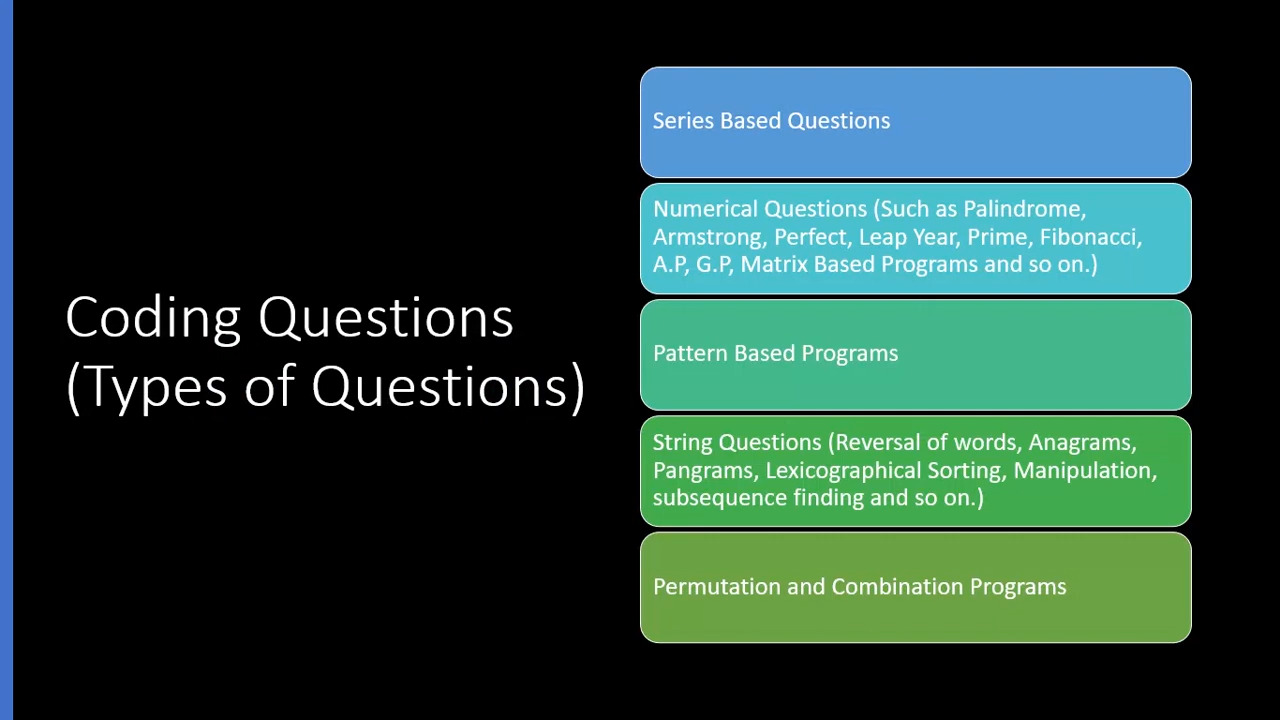 Coding Questions
(Types of Questions)
Series Based Questions
Numerical Questions (Such as Palindrome,
Armstrong, Perfect, Leap Year, Prime, Fibonacci,
A.P, G.P, Matrix Based Programs and so on.)
Pattern Based Programs
String Questions (Reversal of words, Anagrams,
Pangrams, Lexicographical Sorting, Manipulation,
subsequence finding and so on.)
Permutation and Combination Programs